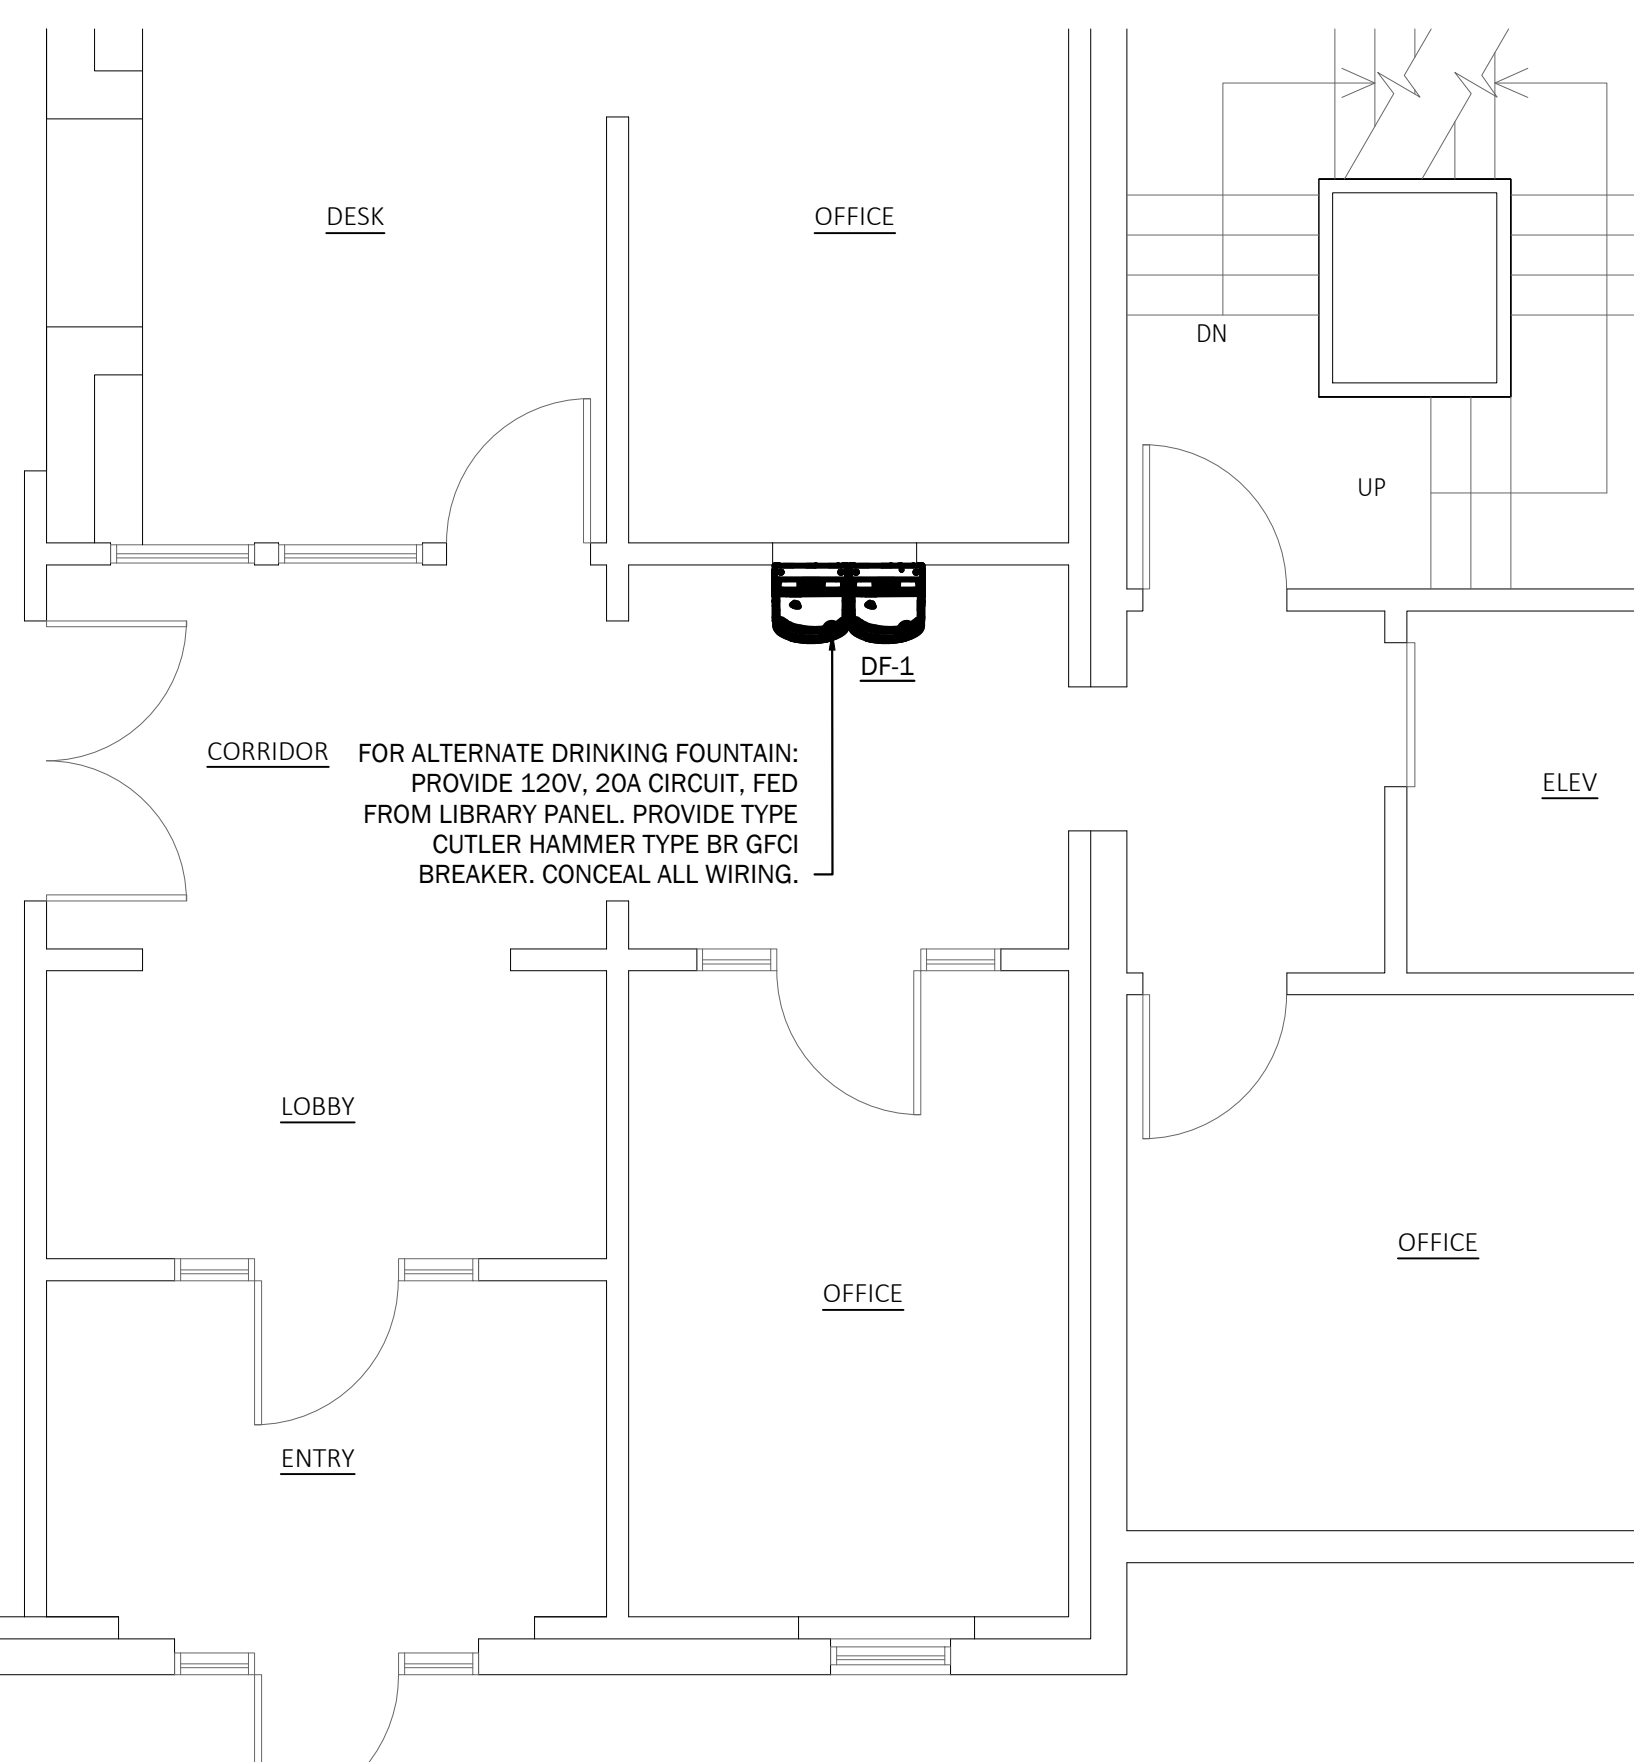 DESK
OFFICE
DN
UP
DF-1
CORRIDOR
FOR ALTERNATE DRINKING FOUNTAIN:
PROVIDE 120V, 20A CIRCUIT, FED
FROM LIBRARY PANEL. PROVIDE TYPE
CUTLER HAMMER TYPE BR GFCI
BREAKER. CONCEAL ALL WIRING.
ELEV
LOBBY
OFFICE
OFFICE
ENTRY